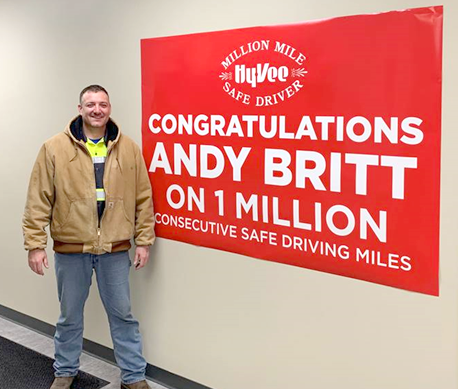 MILLION MILE
HyVee
SAFE DRIVER
CONGRATULATIONS
ANDY BRITT
ON 1 MILLION
CONSECUTIVE SAFE DRIVING MILES